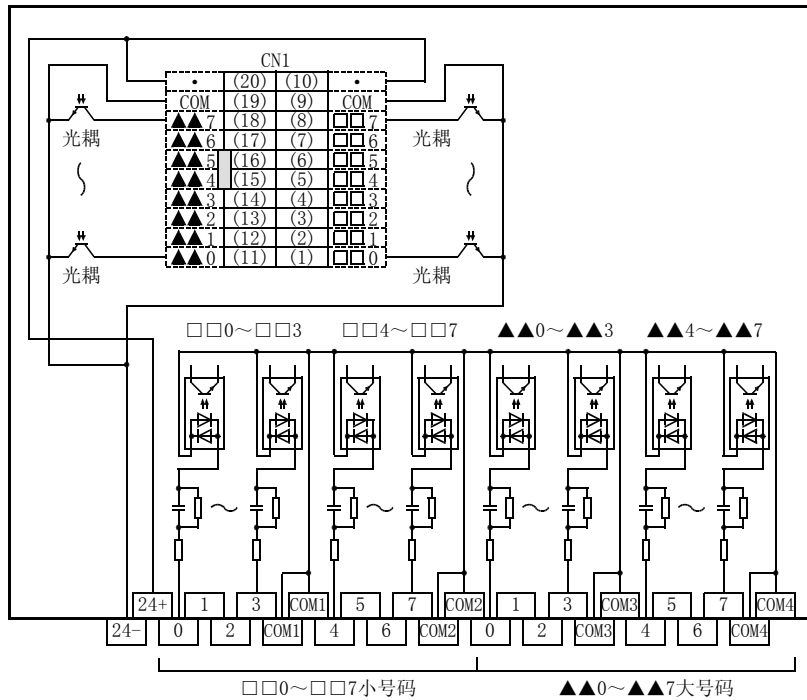 CN1
• (20) (10) •
COM (19) (9) COM
▲▲7 (18) (8) □□7
▲▲6 (17) (7) □□6
▲▲5 (16) (6) □□5
▲▲4 (15) (5) □□4
▲▲3 (14) (4) □□3
▲▲2 (13) (3) □□2
▲▲1 (12) (2) □□1
▲▲0 (11) (1) □□0
光耦 光耦
光耦 光耦
□□0～□□3 □□4～□□7 ▲▲0～▲▲3 ▲▲4～▲▲7
24+ 1 3 COM1 5 7 COM2 1 3 COM3 5 7 COM4
24- 0 2 COM1 4 6 COM2 0 2 COM3 4 6 COM4
□□0～□□7小号码 ▲▲0～▲▲7大号码